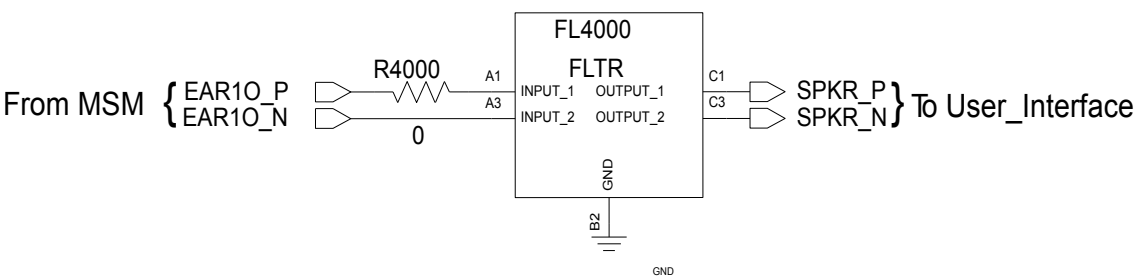 FL4000
FLTR
R4000
A1
C1
From MSM { EAR1O_P
INPUT_1 OUTPUT_1
SPKR_P } To User_Interface
A3
C3
EAR1O_N
INPUT_2 OUTPUT_2
SPKR_N
0
GND
B2
GND